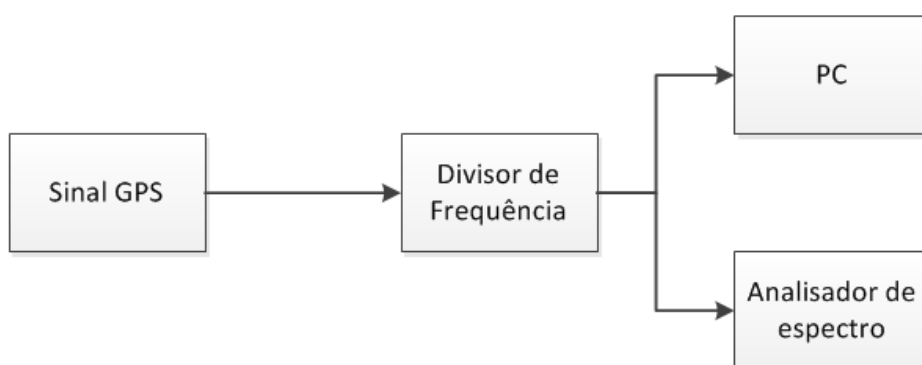 Sinal GPS
Divisor de
Frequência
PC
Analisador de
espectro